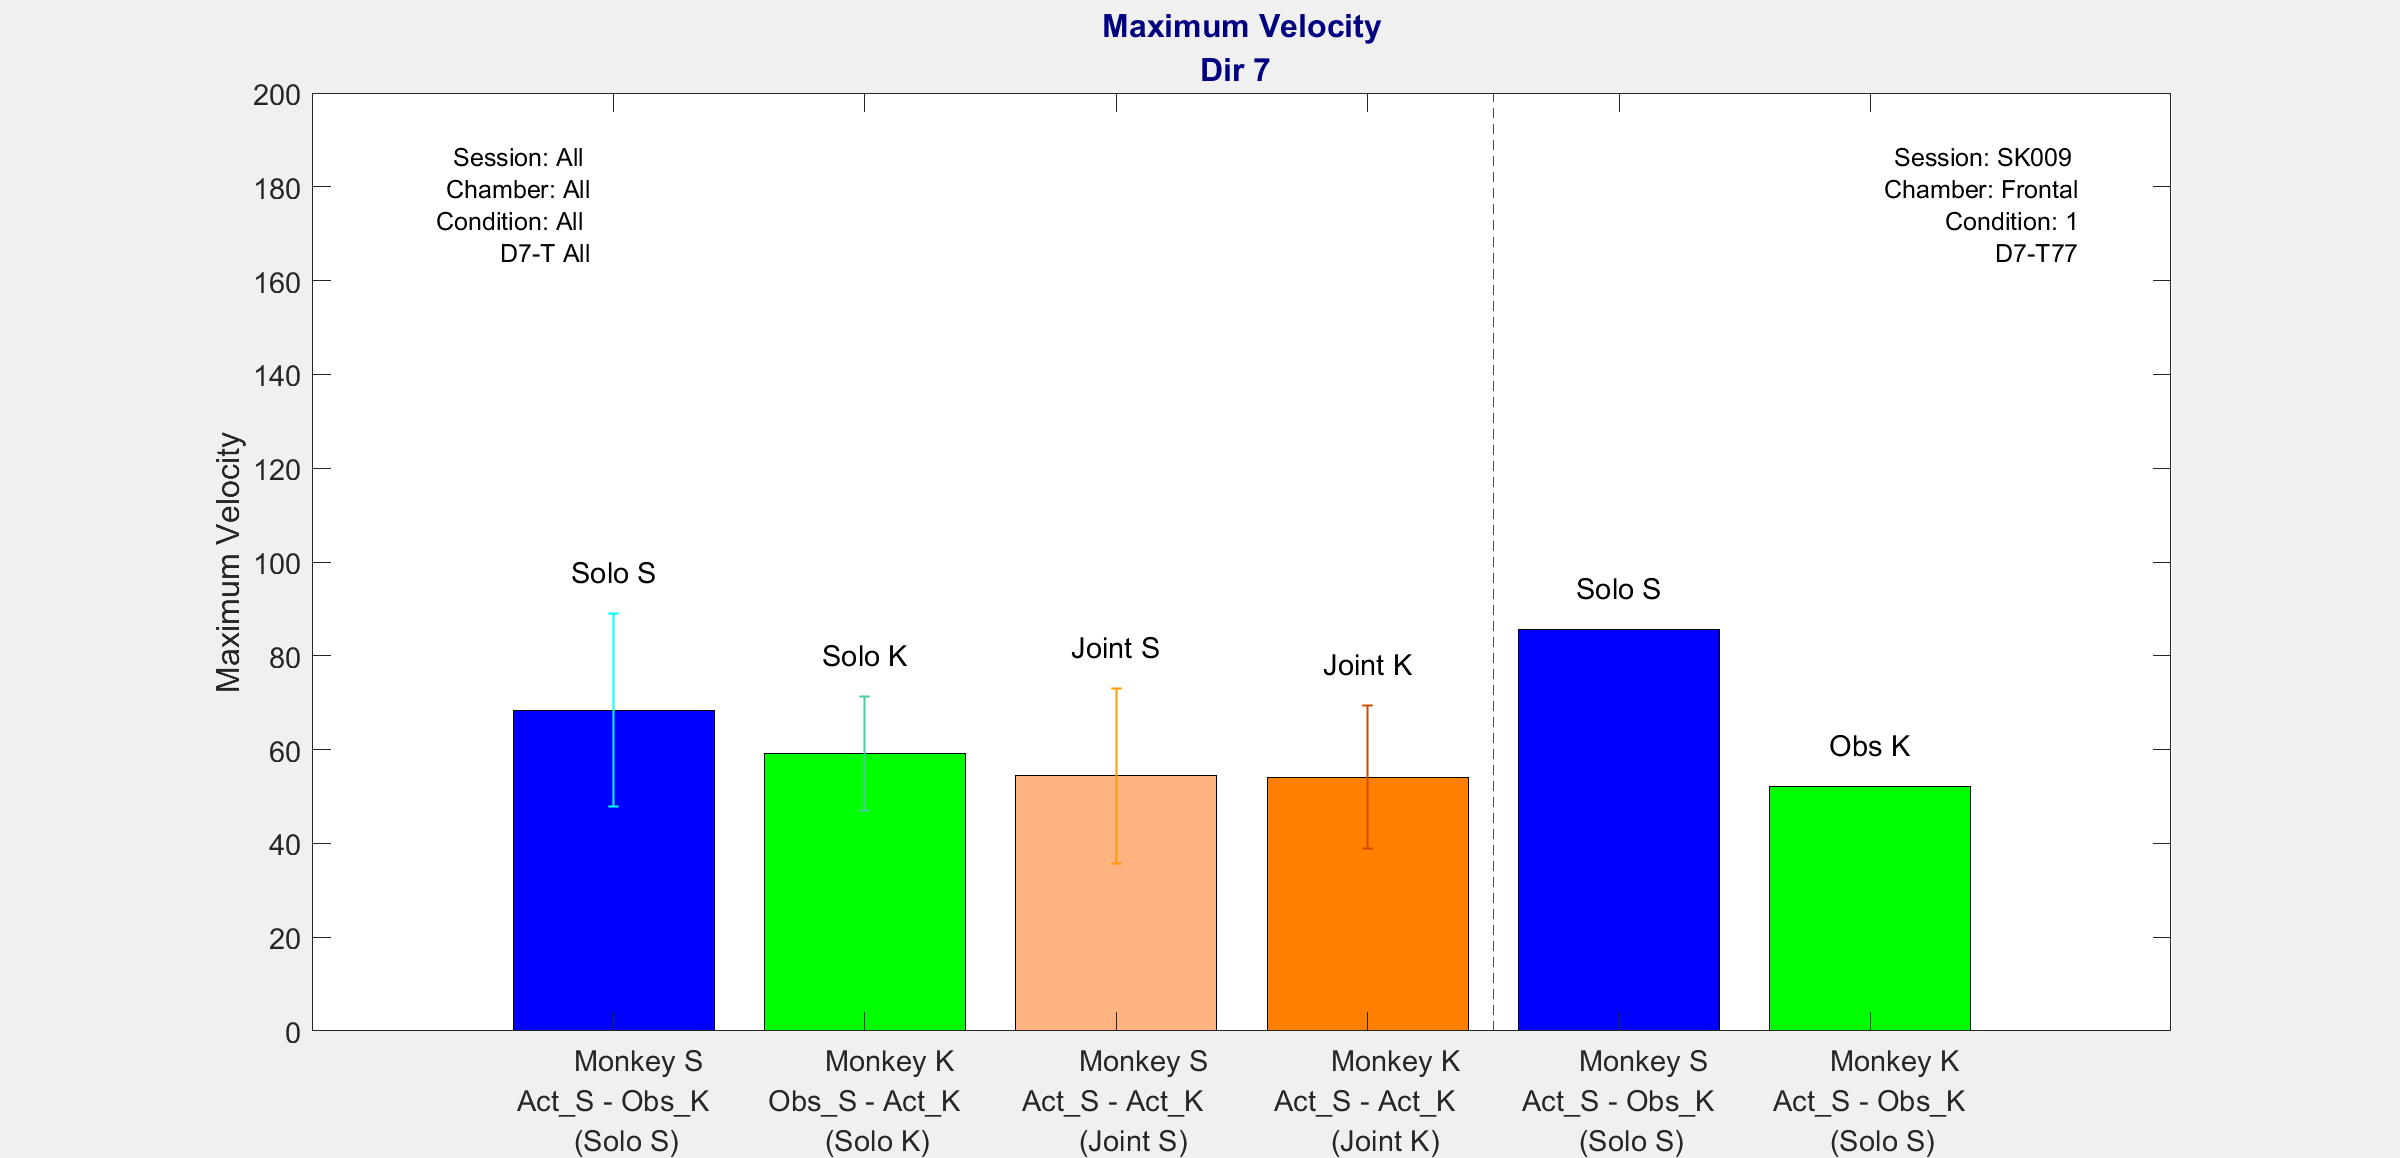 Maximum Velocity
Dir 7
200
180
160
140
120
100
80
60
40
20
0
Maximum Velocity
Session: All
Chamber: All
Condition: All
D7-T All
Session: SK009
Chamber: Frontal
Condition: 1
D7-T77
Solo S
Solo K
Joint S
Joint K
Solo S
Obs K
Monkey S
Act_S - Obs_K
(Solo S)
Monkey K
Obs_S - Act_K
(Solo K)
Monkey S
Act_S - Act_K
(Joint S)
Monkey K
Act_S - Act_K
(Joint K)
Monkey S
Act_S - Obs_K
(Solo S)
Monkey K
Act_S - Obs_K
(Solo S)